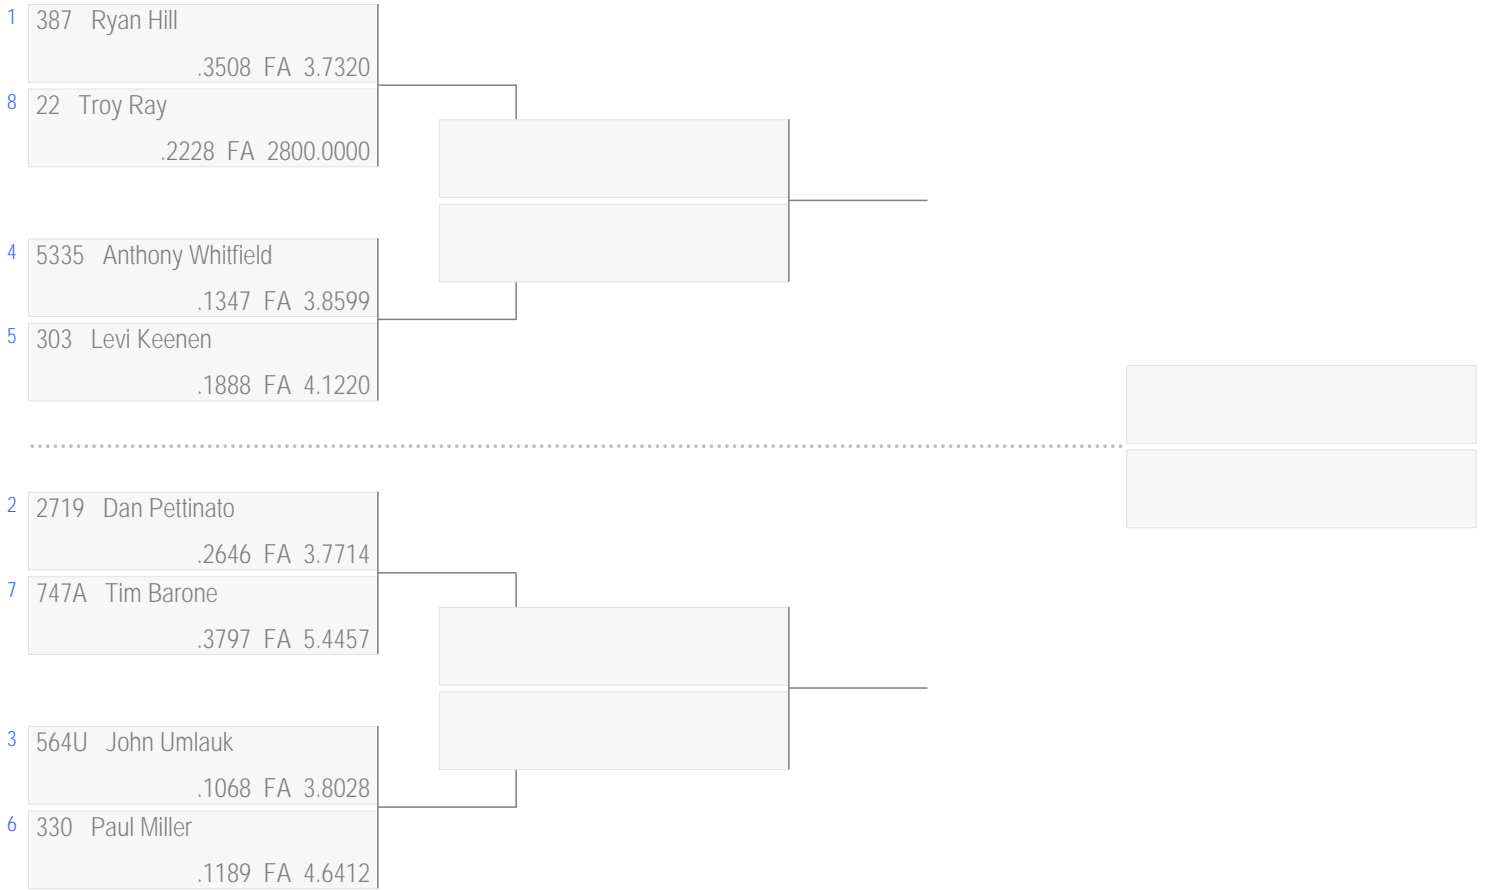 1 387 Ryan Hill
.3508 FA 3.7320
8 22 Troy Ray
.2228 FA 2800.0000
4 5335 Anthony Whitfield
.1347 FA 3.8599
5 303 Levi Keenen
.1888 FA 4.1220
2 2719 Dan Pettinato
.2646 FA 3.7714
7 747A Tim Barone
.3797 FA 5.4457
3 564U John Umlauk
.1068 FA 3.8028
6 330 Paul Miller
.1189 FA 4.6412